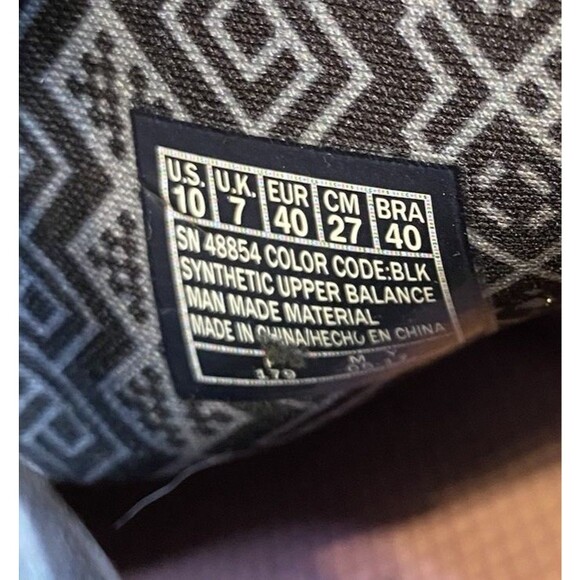 U.S. U.K. EUR CM BRA
10 7 40 27 40
SN 48854 COLOR CODE:BLK
SYNTHETIC UPPER BALANCE
MAN MADE MATERIAL
MADE IN CHINA/HECHO EN CHINA
179 M Y